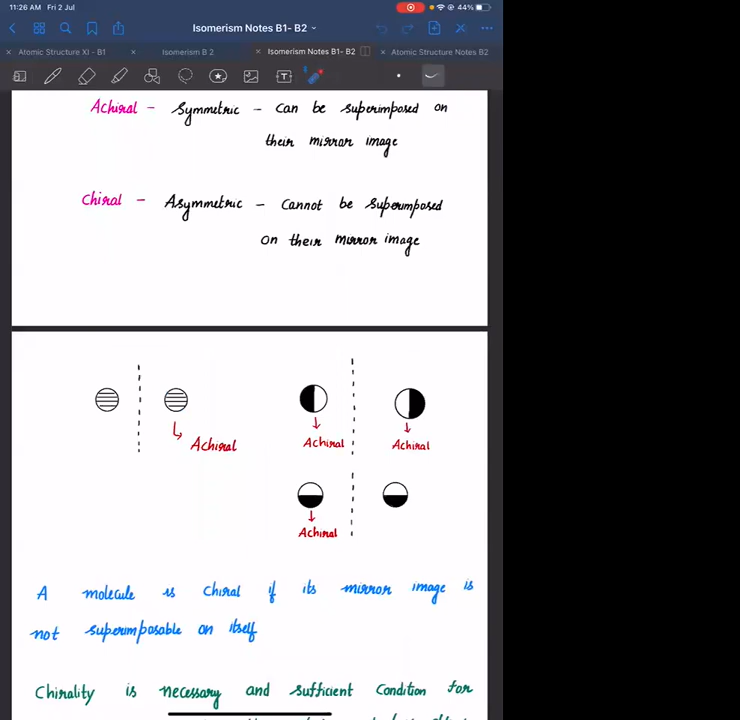 11:26 AM Fri 2 Jul
44%
Isomerism Notes B1- B2
Atomic Structure XI - B1
Isomerism B 2
Isomerism Notes B1- B2
Atomic Structure Notes B2
Achiral - Symmetric - Can be superimposed on
their mirror image
Chiral - Asymmetric - Cannot be superimposed
on their mirror image
Achiral
Achiral
Achiral
Achiral
A molecule is chiral if its mirror image is
not superimposable on itself
Chirality is necessary and sufficient condition for